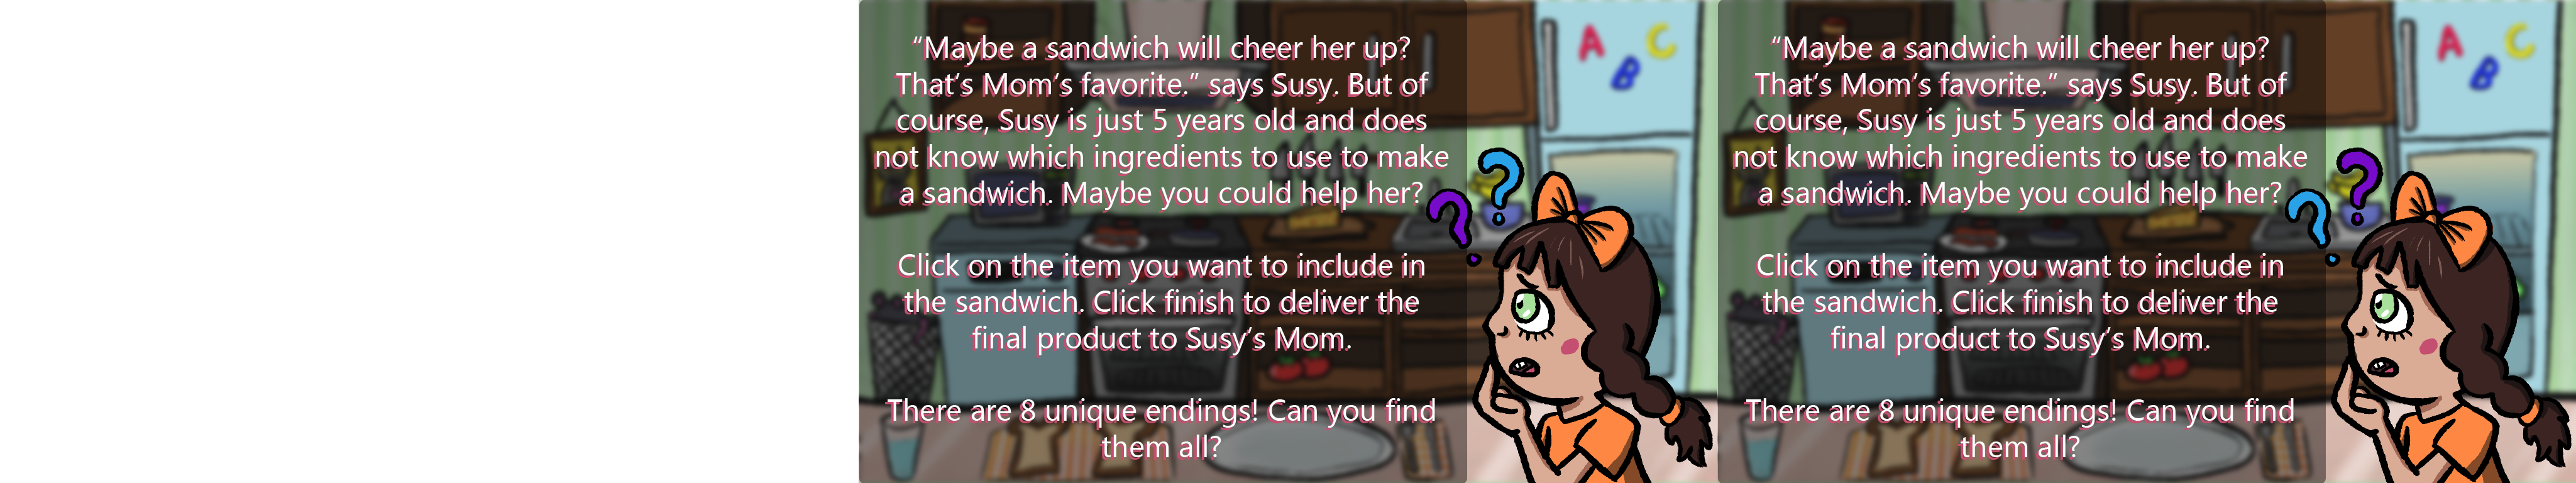 “Maybe a sandwich will cheer her up?
That’s Mom’s favorite.” says Susy. But of
course, Susy is just 5 years old and does
not know which ingredients to use to make
a sandwich. Maybe you could help her?
Click on the item you want to include in
the sandwich. Click finish to deliver the
final product to Susy’s Mom.
There are 8 unique endings! Can you find
them all?
? ?
A B C
“Maybe a sandwich will cheer her up?
That’s Mom’s favorite.” says Susy. But of
course, Susy is just 5 years old and does
not know which ingredients to use to make
a sandwich. Maybe you could help her?
Click on the item you want to include in
the sandwich. Click finish to deliver the
final product to Susy’s Mom.
There are 8 unique endings! Can you find
them all?
? ?
A B C